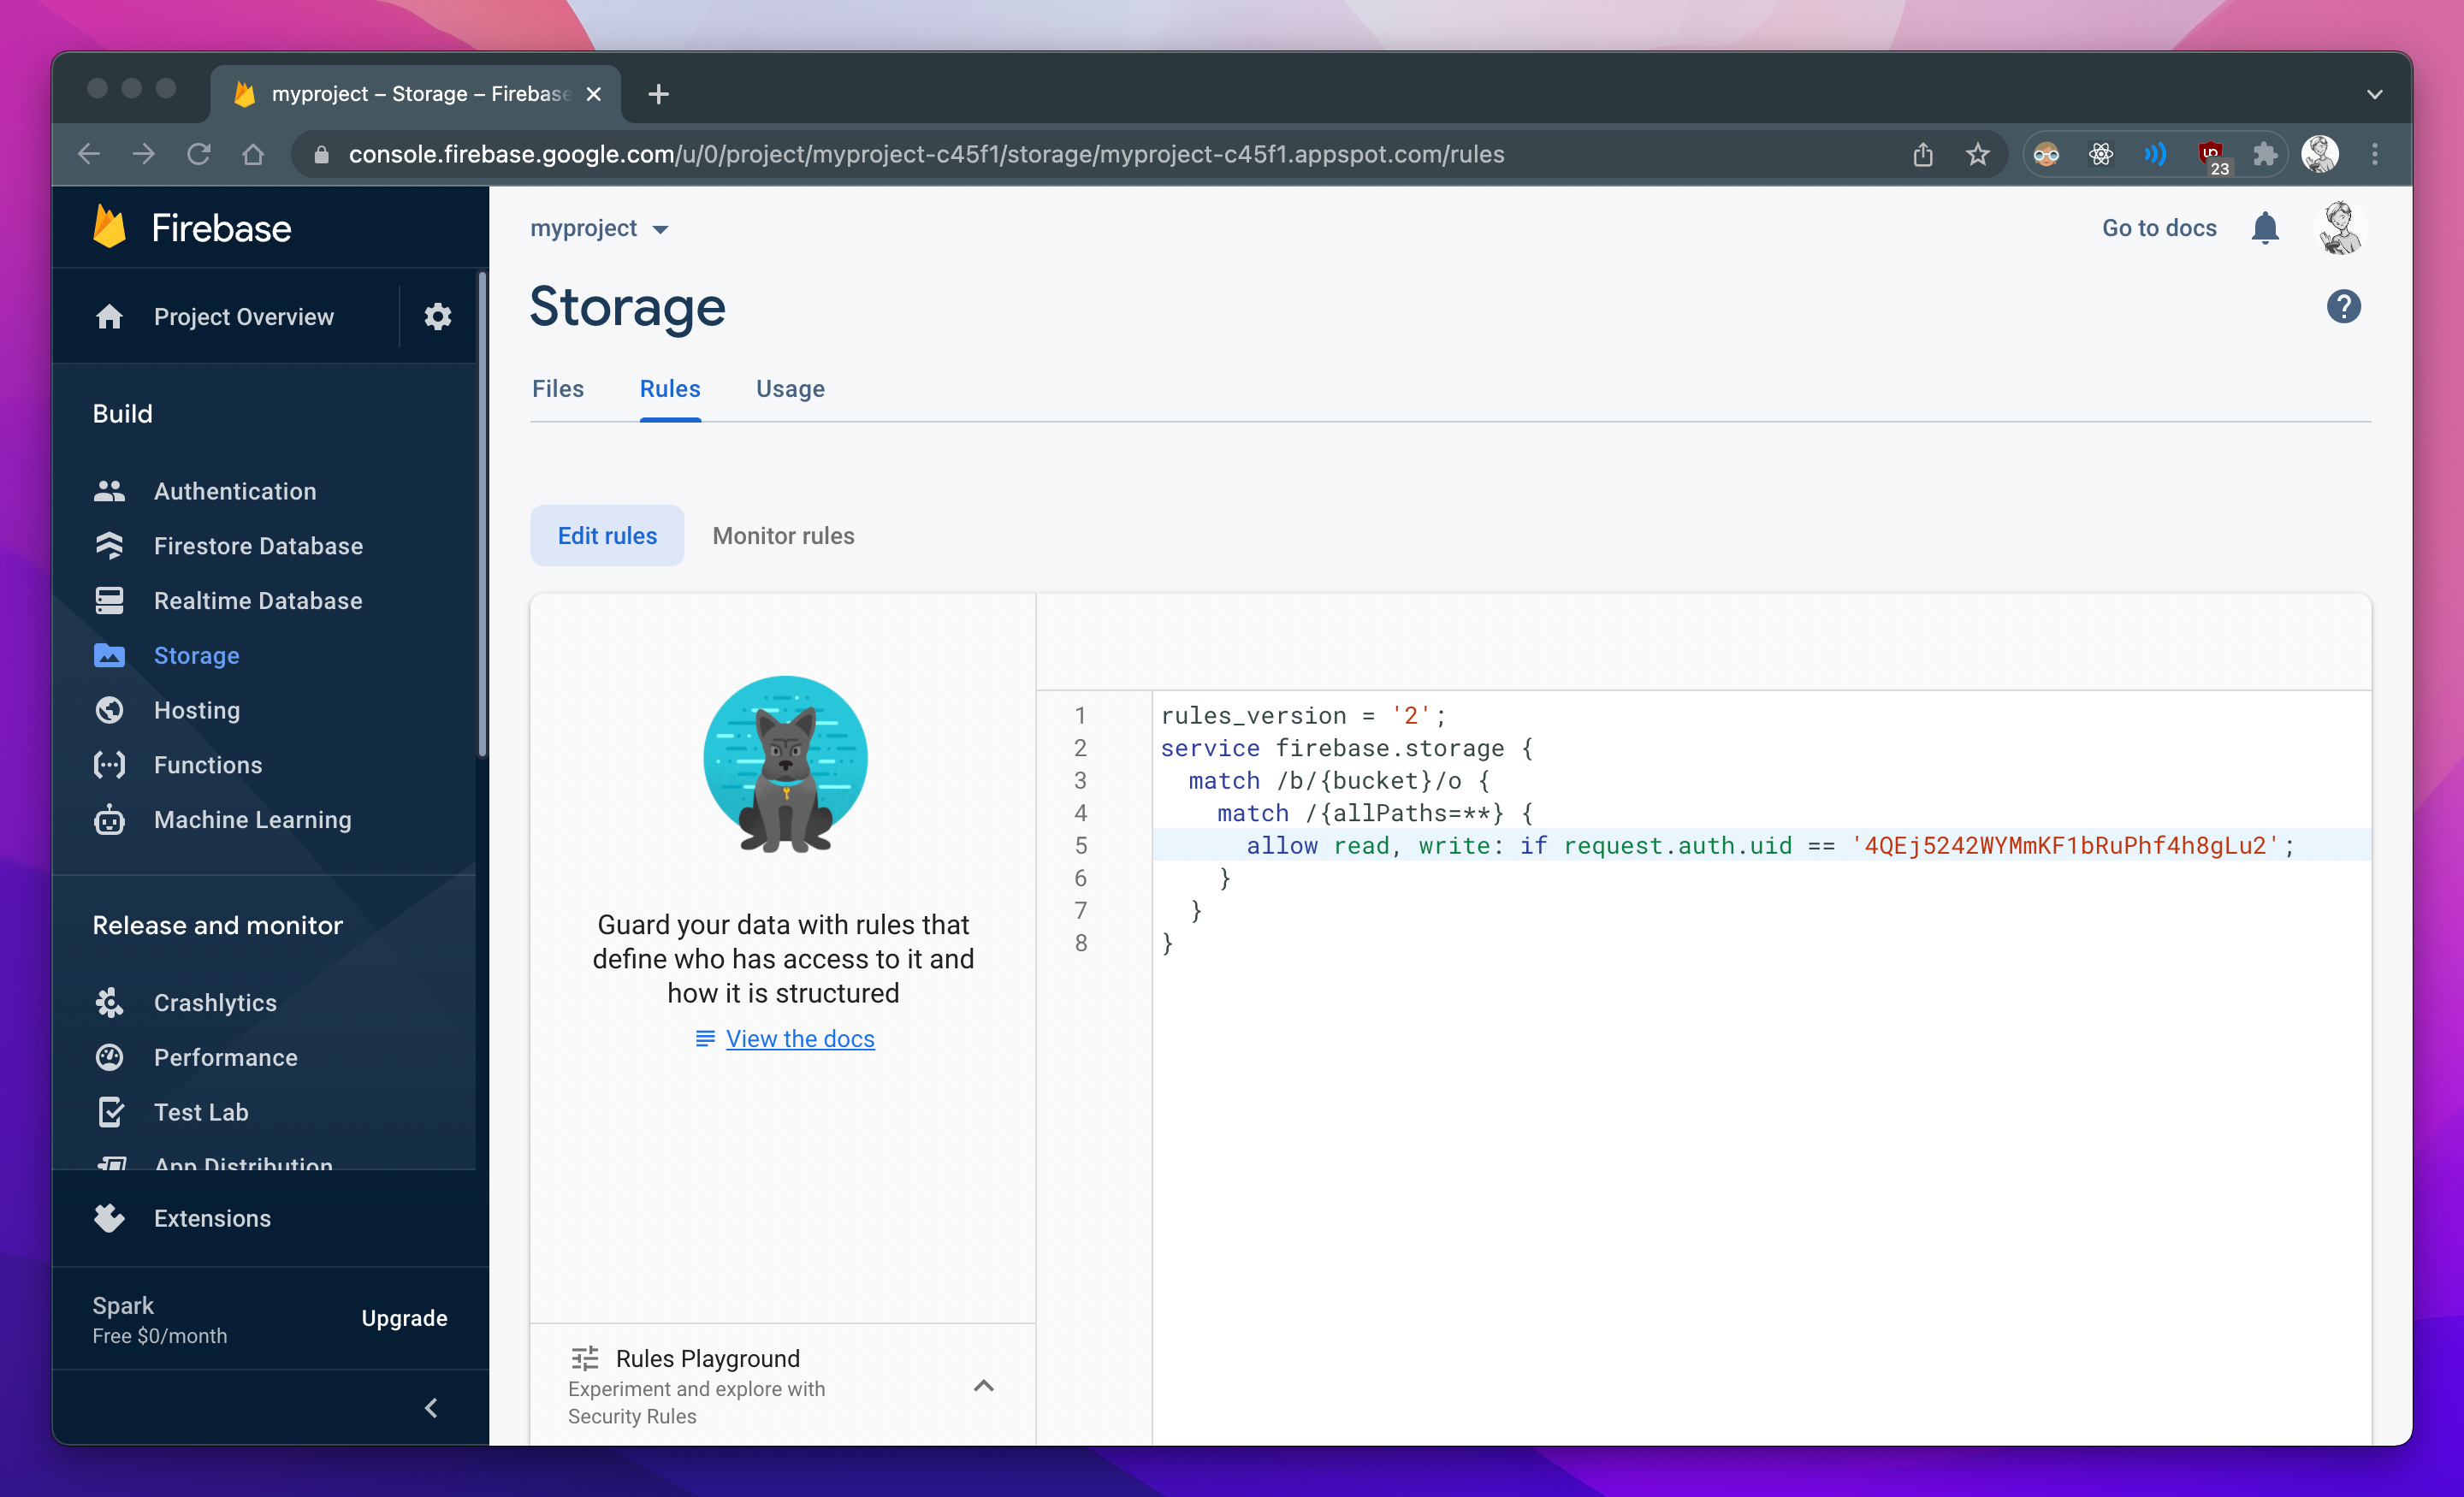 myproject – Storage – Firebase
console.firebase.google.com/u/0/project/myproject-c45f1/storage/myproject-c45f1.appspot.com/rules
23
Firebase
Project Overview
Build
Authentication
Firestore Database
Realtime Database
Storage
Hosting
Functions
Machine Learning
Release and monitor
Crashlytics
Performance
Test Lab
App Distribution
Extensions
Spark
Free $0/month
Upgrade
myproject
Go to docs
Storage
Files
Rules
Usage
Edit rules
Monitor rules
Guard your data with rules that
define who has access to it and
how it is structured
View the docs
Rules Playground
Experiment and explore with
Security Rules
1 rules_version = '2';
2 service firebase.storage {
3 match /b/{bucket}/o {
4 match /{allPaths=**} {
5 allow read, write: if request.auth.uid == '4QEj5242WYMmKF1bRuPhf4h8gLu2';
6 }
7 }
8 }